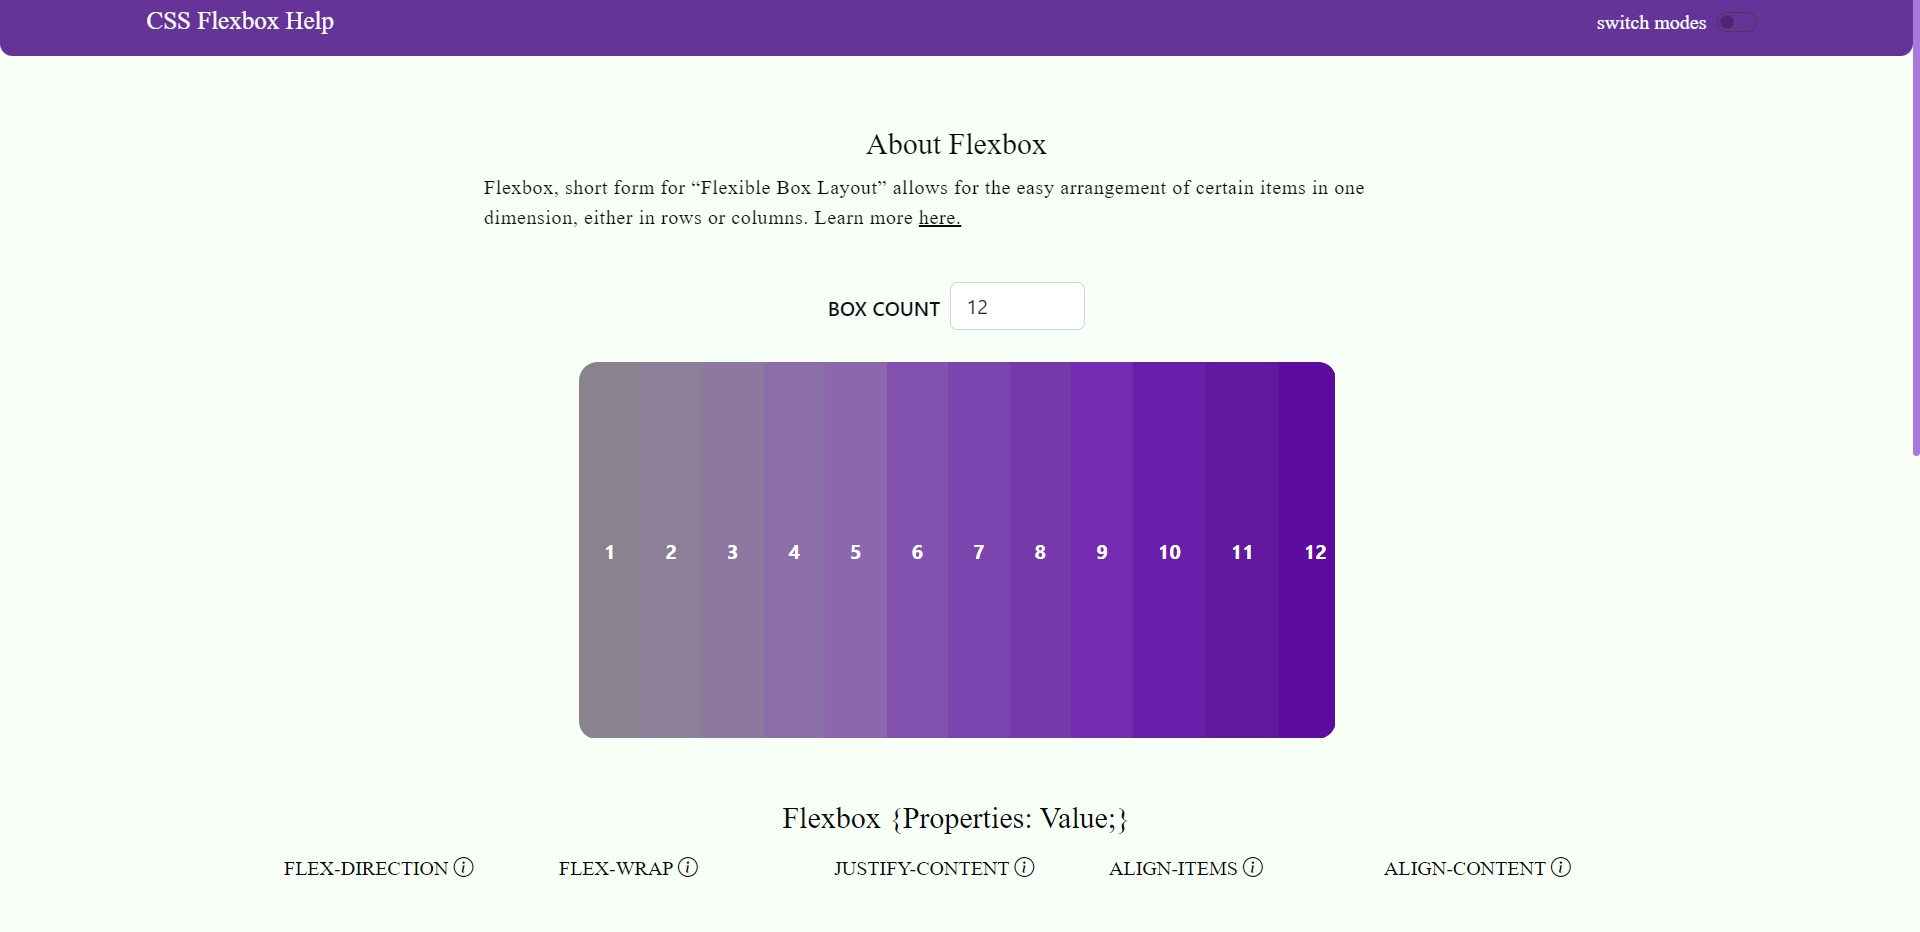 CSS Flexbox Help
switch modes
About Flexbox
Flexbox, short form for “Flexible Box Layout” allows for the easy arrangement of certain items in one
dimension, either in rows or columns. Learn more here.
BOX COUNT 12
1 2 3 4 5 6 7 8 9 10 11 12
Flexbox {Properties: Value;}
FLEX-DIRECTION FLEX-WRAP JUSTIFY-CONTENT ALIGN-ITEMS ALIGN-CONTENT